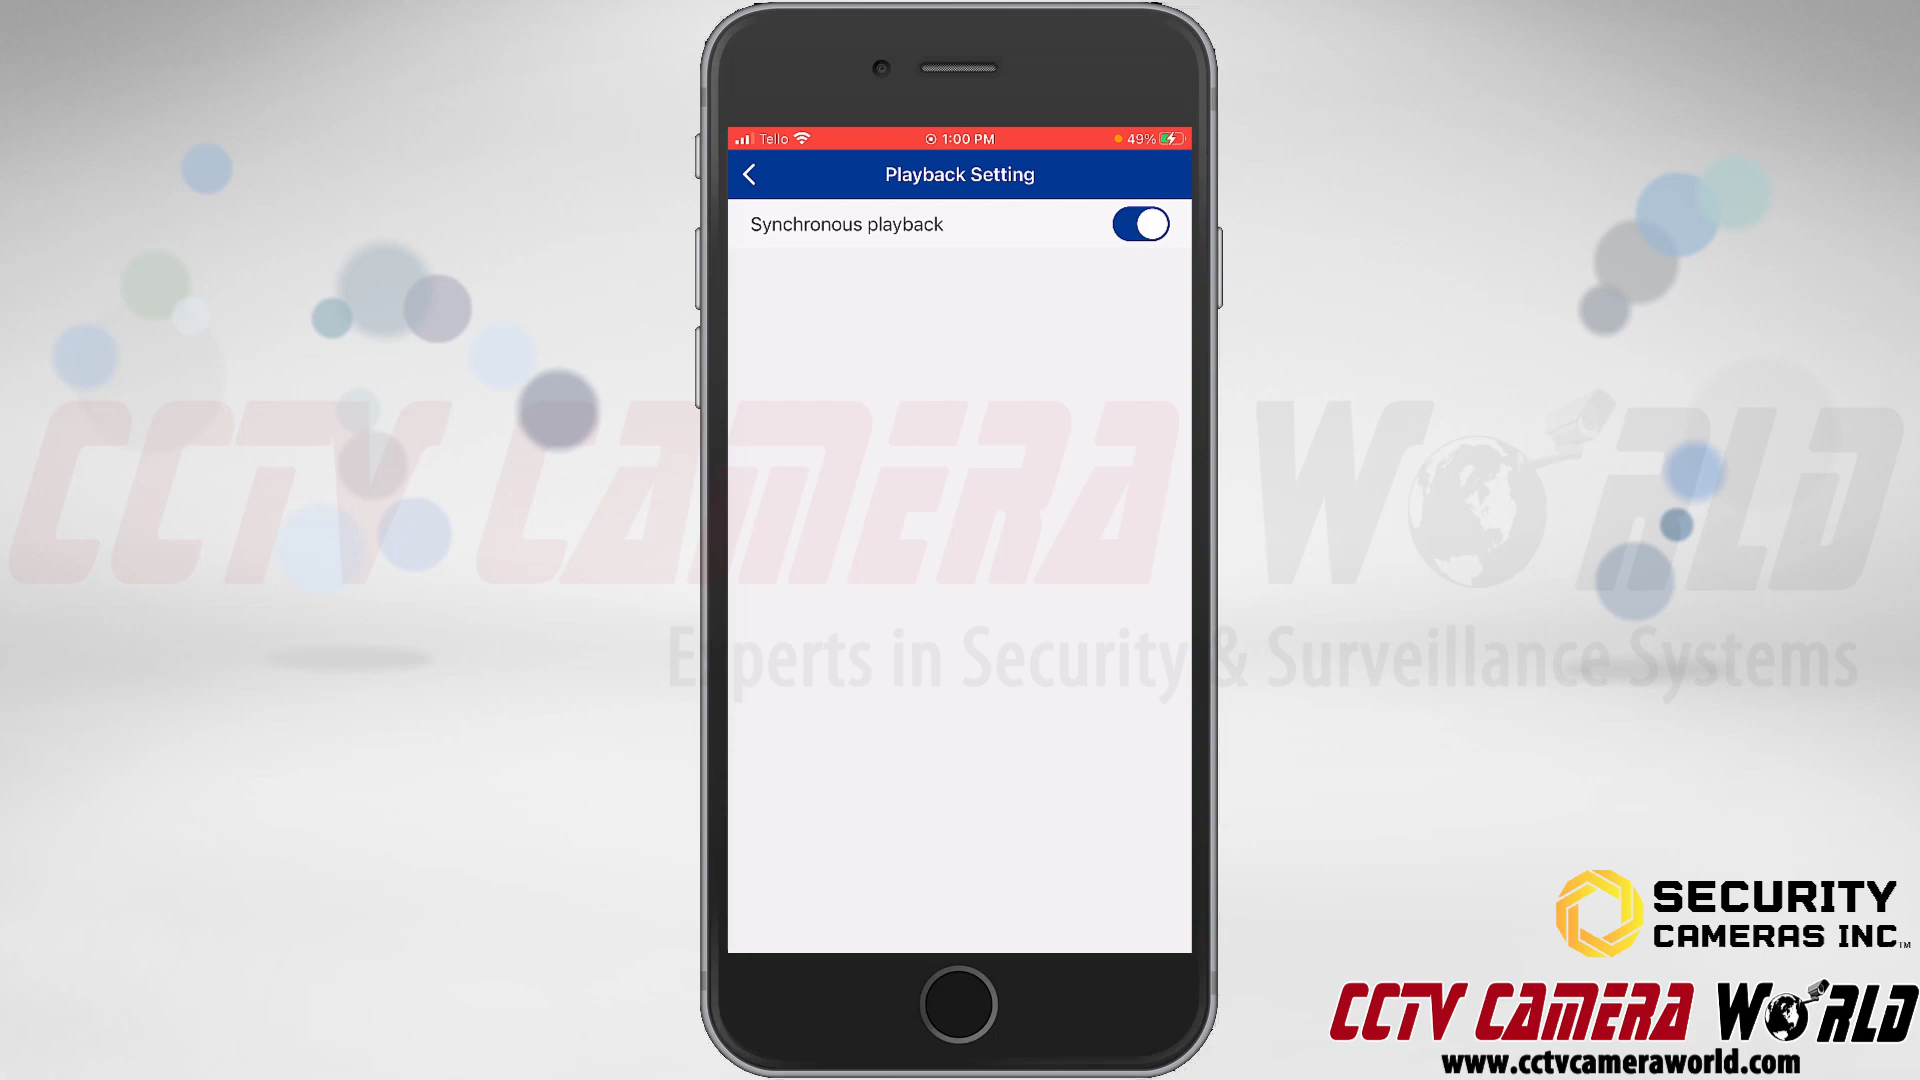 Tello 1:00 PM 49%
Playback Setting
Synchronous playback
CCTV CAMERA WORLD
Experts in Security & Surveillance Systems
SECURITY
CAMERAS INC.™
CCTV CAMERA WORLD
www.cctvcameraworld.com